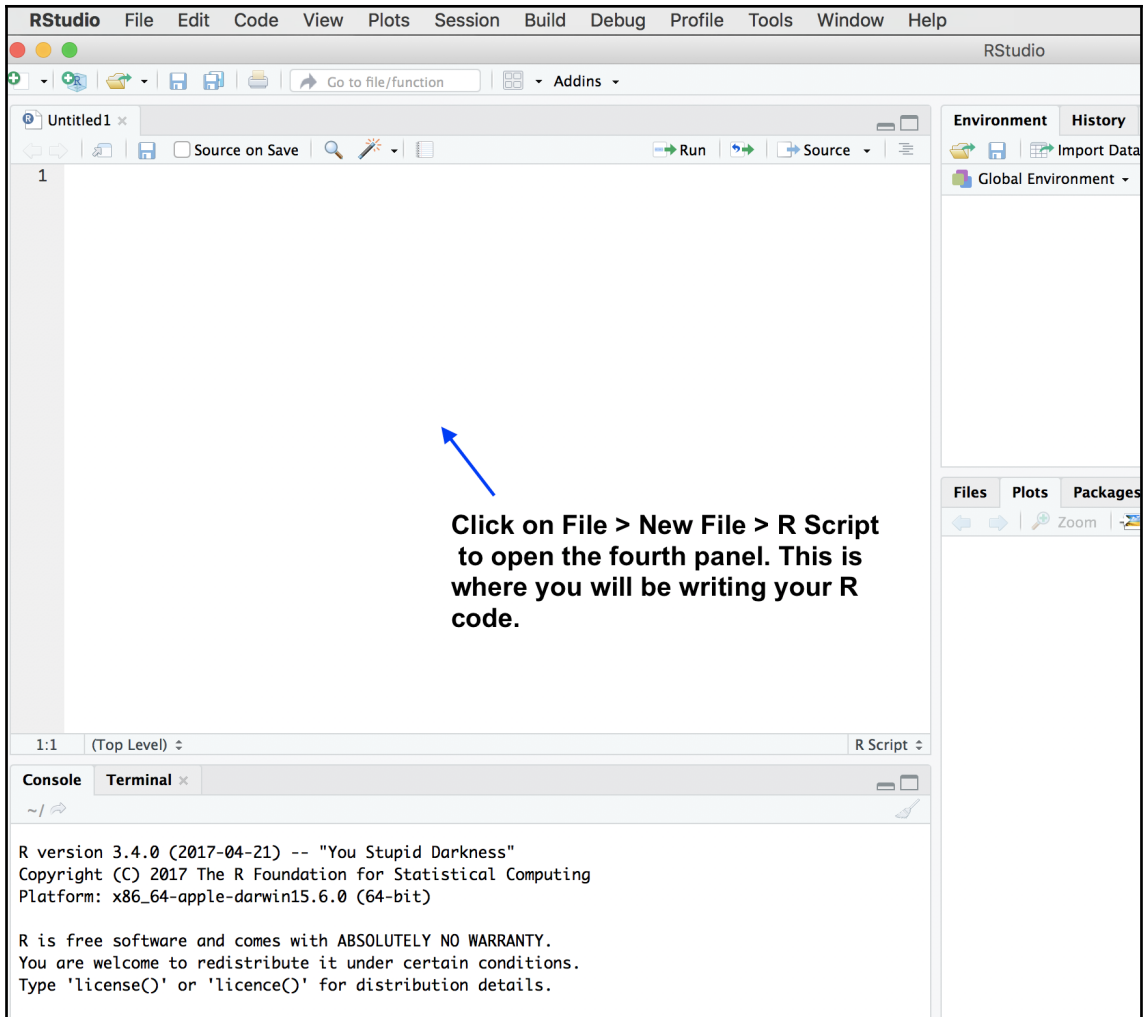 RStudio File Edit Code View Plots Session Build Debug Profile Tools Window Help
RStudio
Go to file/function Addins
Untitled1
Source on Save Run Source
1
Click on File > New File > R Script
to open the fourth panel. This is
where you will be writing your R
code.
1:1 (Top Level) R Script
Console Terminal
~/
R version 3.4.0 (2017-04-21) -- "You Stupid Darkness"
Copyright (C) 2017 The R Foundation for Statistical Computing
Platform: x86_64-apple-darwin15.6.0 (64-bit)
R is free software and comes with ABSOLUTELY NO WARRANTY.
You are welcome to redistribute it under certain conditions.
Type 'license()' or 'licence()' for distribution details.
Environment History
Import Data
Global Environment
Files Plots Packages
Zoom